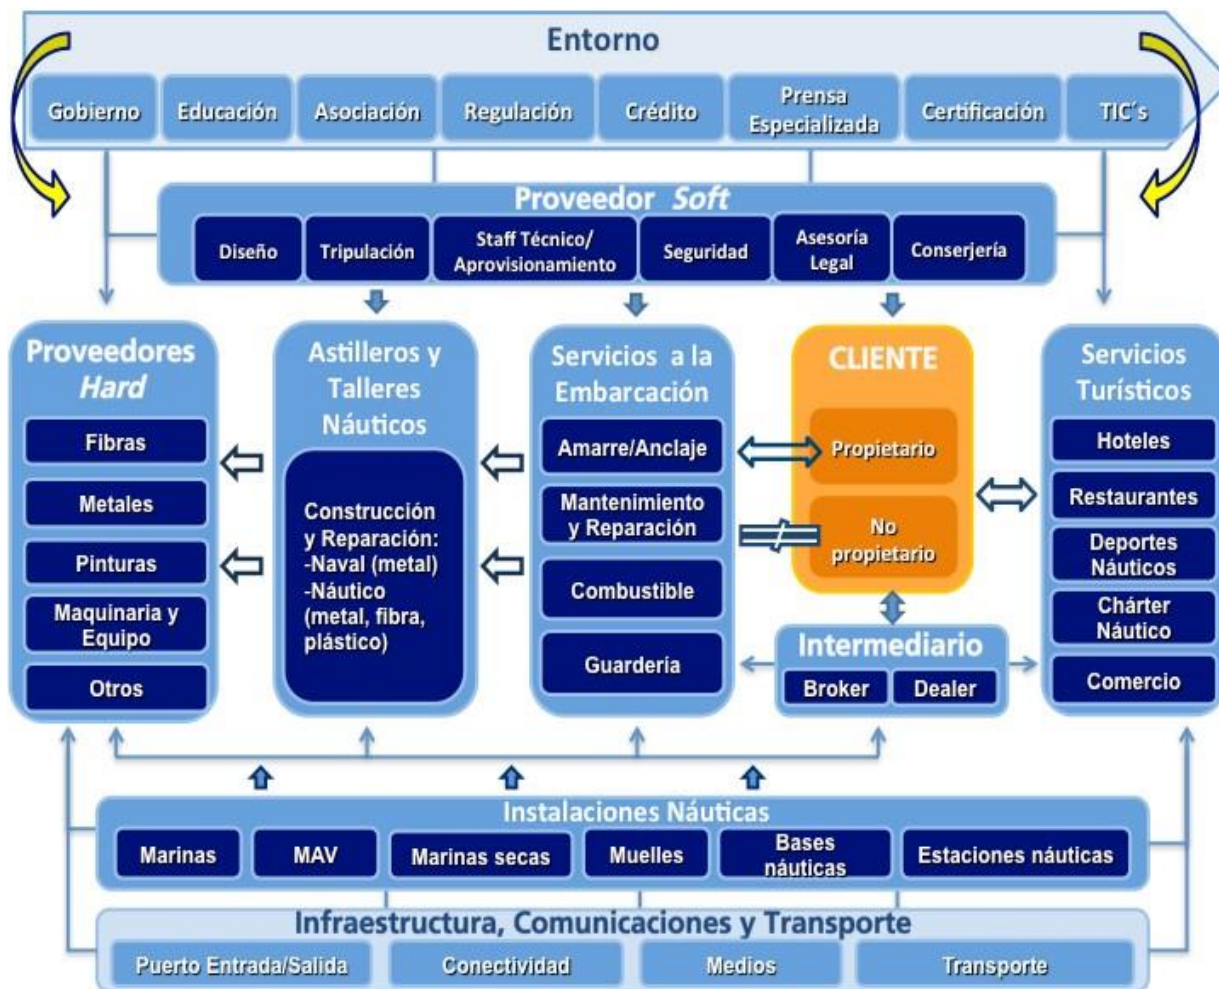 Entorno
Gobierno
Educación
Asociación
Regulación
Crédito
Prensa
Especializada
Certificación
TIC´s
Proveedor Soft
Diseño
Tripulación
Staff Técnico/
Aprovisionamiento
Seguridad
Asesoría
Legal
Conserjería
Proveedores
Hard
Fibras
Metales
Pinturas
Maquinaria y
Equipo
Otros
Astilleros y
Talleres
Náuticos
Construcción
y Reparación:
-Naval (metal)
-Náutico
(metal, fibra,
plástico)
Servicios a la
Embarcación
Amarre/Anclaje
Mantenimiento
y Reparación
Combustible
Guardería
CLIENTE
Propietario
No
propietario
Intermediario
Broker
Dealer
Servicios
Turísticos
Hoteles
Restaurantes
Deportes
Náuticos
Chárter
Náutico
Comercio
Instalaciones Náuticas
Marinas
MAV
Marinas secas
Muelles
Bases
náuticas
Estaciones náuticas
Infraestructura, Comunicaciones y Transporte
Puerto Entrada/Salida
Conectividad
Medios
Transporte